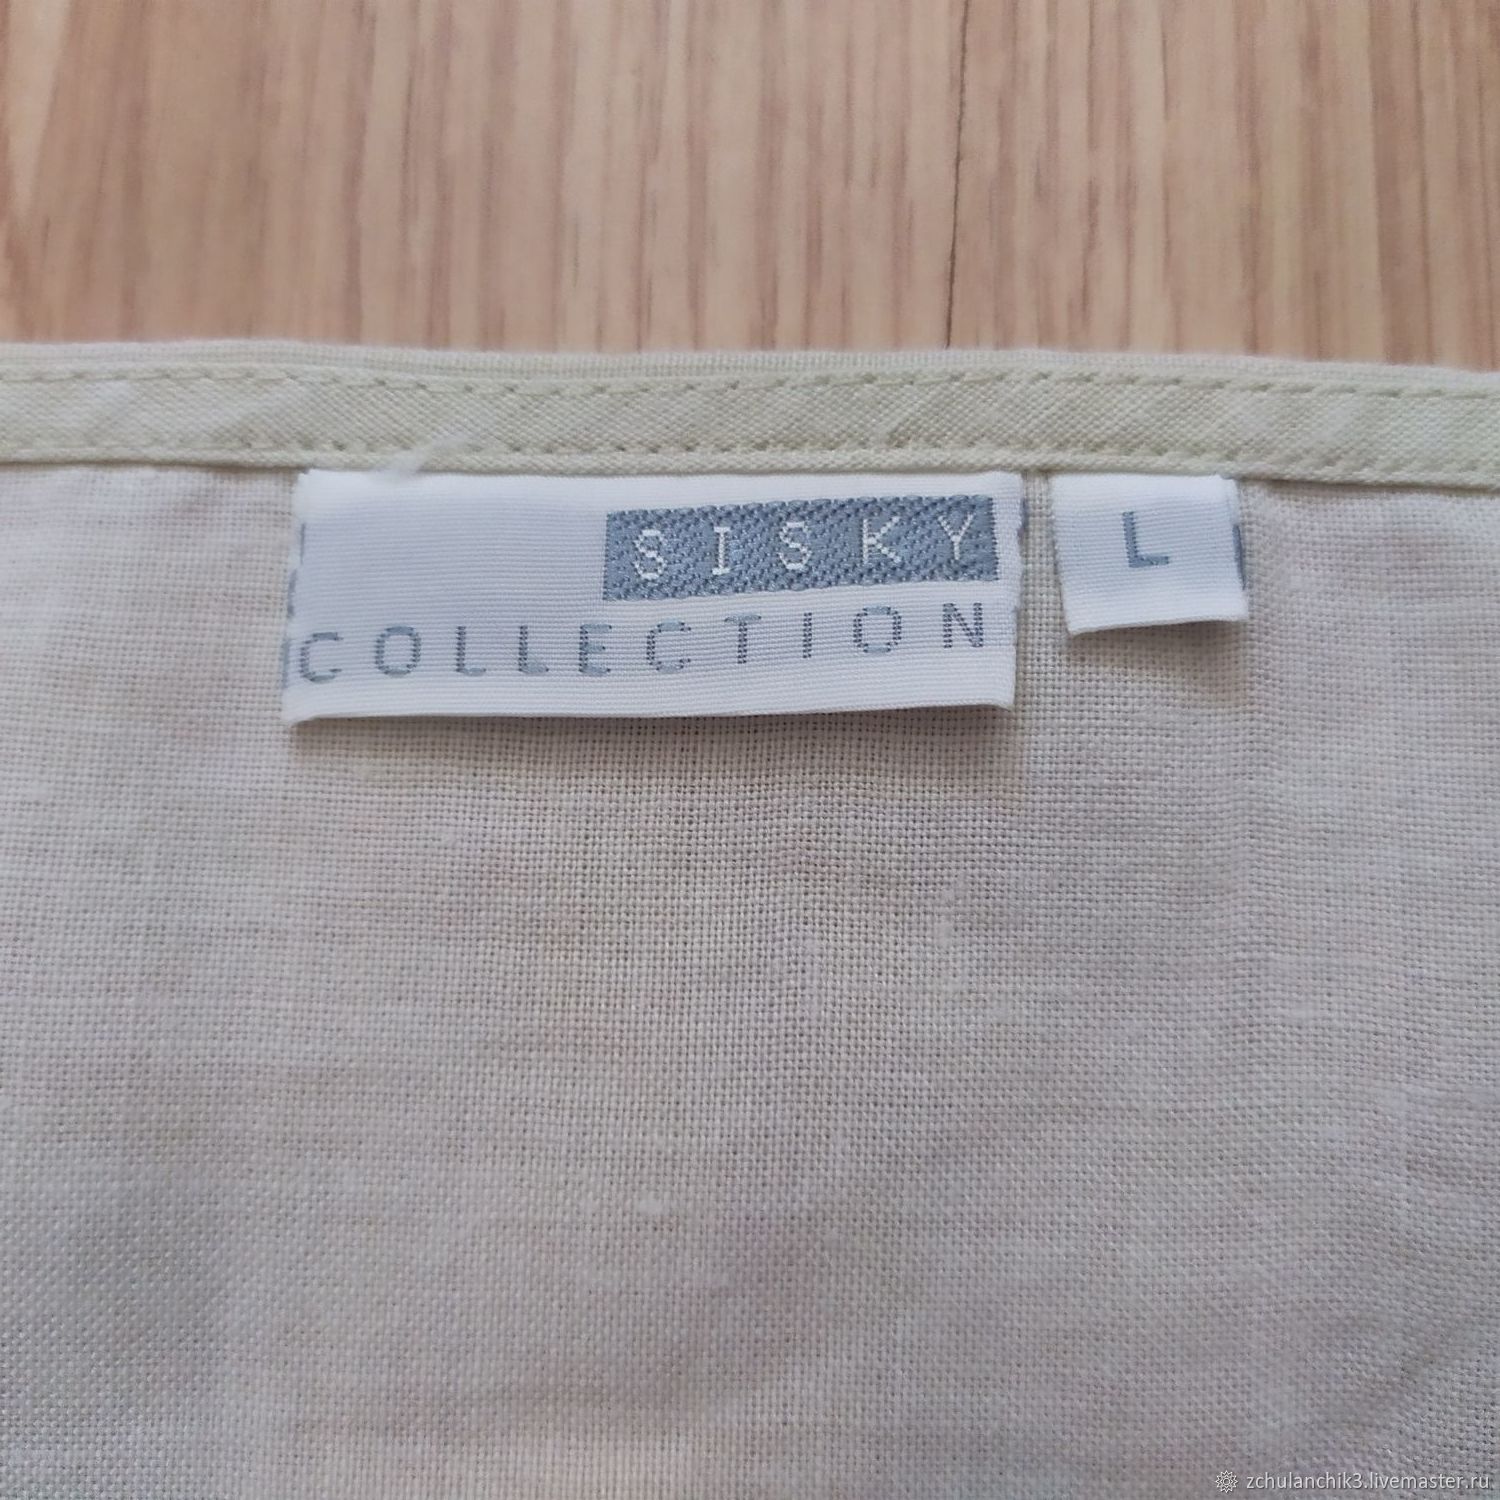 SISKY
COLLECTION
L
zchulanchik3.livemaster.ru